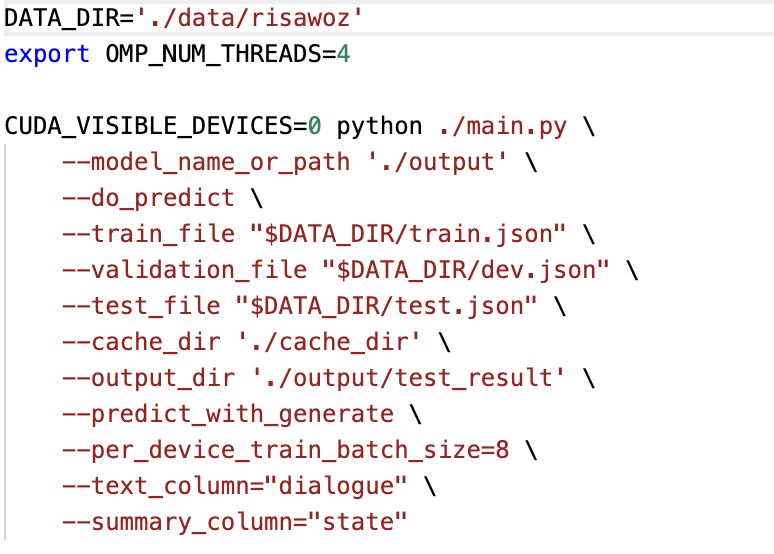 DATA_DIR='./data/risawoz'
export OMP_NUM_THREADS=4

CUDA_VISIBLE_DEVICES=0 python ./main.py \
    --model_name_or_path './output' \
    --do_predict \
    --train_file "$DATA_DIR/train.json" \
    --validation_file "$DATA_DIR/dev.json" \
    --test_file "$DATA_DIR/test.json" \
    --cache_dir './cache_dir' \
    --output_dir './output/test_result' \
    --predict_with_generate \
    --per_device_train_batch_size=8 \
    --text_column="dialogue" \
    --summary_column="state"